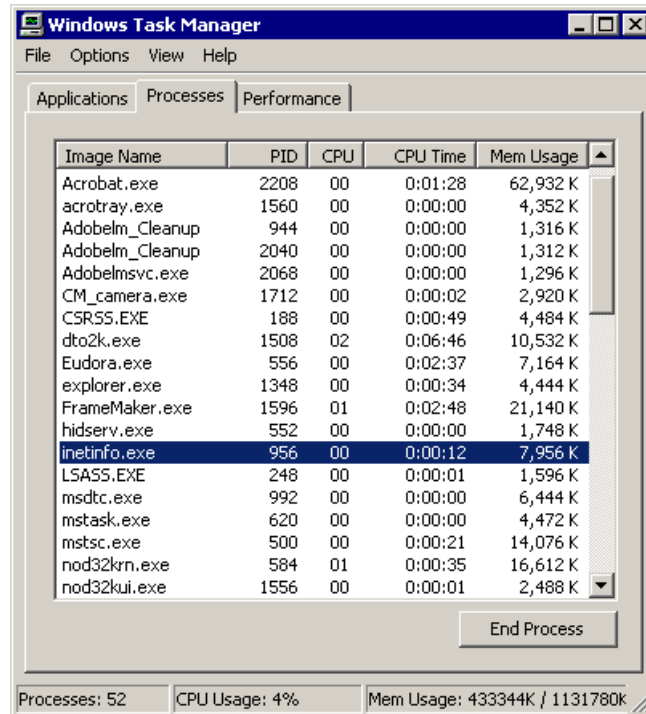 Windows Task Manager
File Options View Help
Applications Processes Performance
Image Name PID CPU CPU Time Mem Usage
Acrobat.exe 2208 00 0:01:28 62,932 K
acrotray.exe 1560 00 0:00:00 4,352 K
Adobelm_Cleanup 944 00 0:00:00 1,316 K
Adobelm_Cleanup 2040 00 0:00:00 1,312 K
Adobelmsvc.exe 2068 00 0:00:00 1,296 K
CM_camera.exe 1712 00 0:00:02 2,920 K
CSRSS.EXE 188 00 0:00:49 4,484 K
dto2k.exe 1508 02 0:06:46 10,532 K
Eudora.exe 556 00 0:02:37 7,164 K
explorer.exe 1348 00 0:00:34 4,444 K
FrameMaker.exe 1596 01 0:02:48 21,140 K
hidserv.exe 552 00 0:00:00 1,748 K
inetinfo.exe 956 00 0:00:12 7,956 K
LSASS.EXE 248 00 0:00:01 1,596 K
msdtc.exe 992 00 0:00:00 6,444 K
mstask.exe 620 00 0:00:00 4,472 K
mstsc.exe 500 00 0:00:21 14,076 K
nod32krn.exe 584 01 0:00:35 16,612 K
nod32kui.exe 1556 00 0:00:01 2,488 K
End Process
Processes: 52 CPU Usage: 4% Mem Usage: 433344K / 1131780K